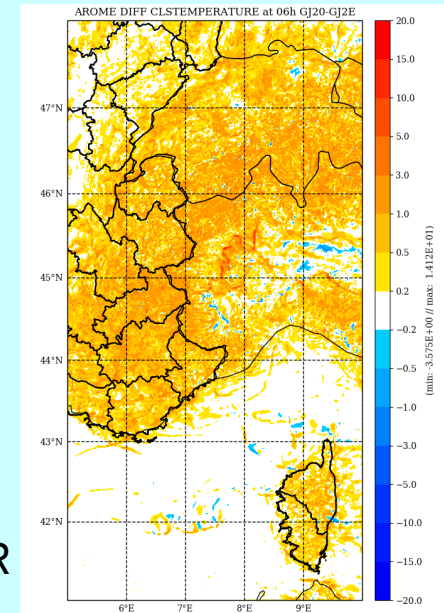 AROME DIFF CLSTEMPERATURE at 06h GJ20-GJ2E
20.0
15.0
10.0
5.0
3.0
1.0
0.5
0.2
−0.2
−0.5
−1.0
−3.0
−5.0
−10.0
−15.0
−20.0
(min: -3.575E+00 // max: 1.412E+01)
47°N
46°N
45°N
44°N
43°N
42°N
6°E 7°E 8°E 9°E
R